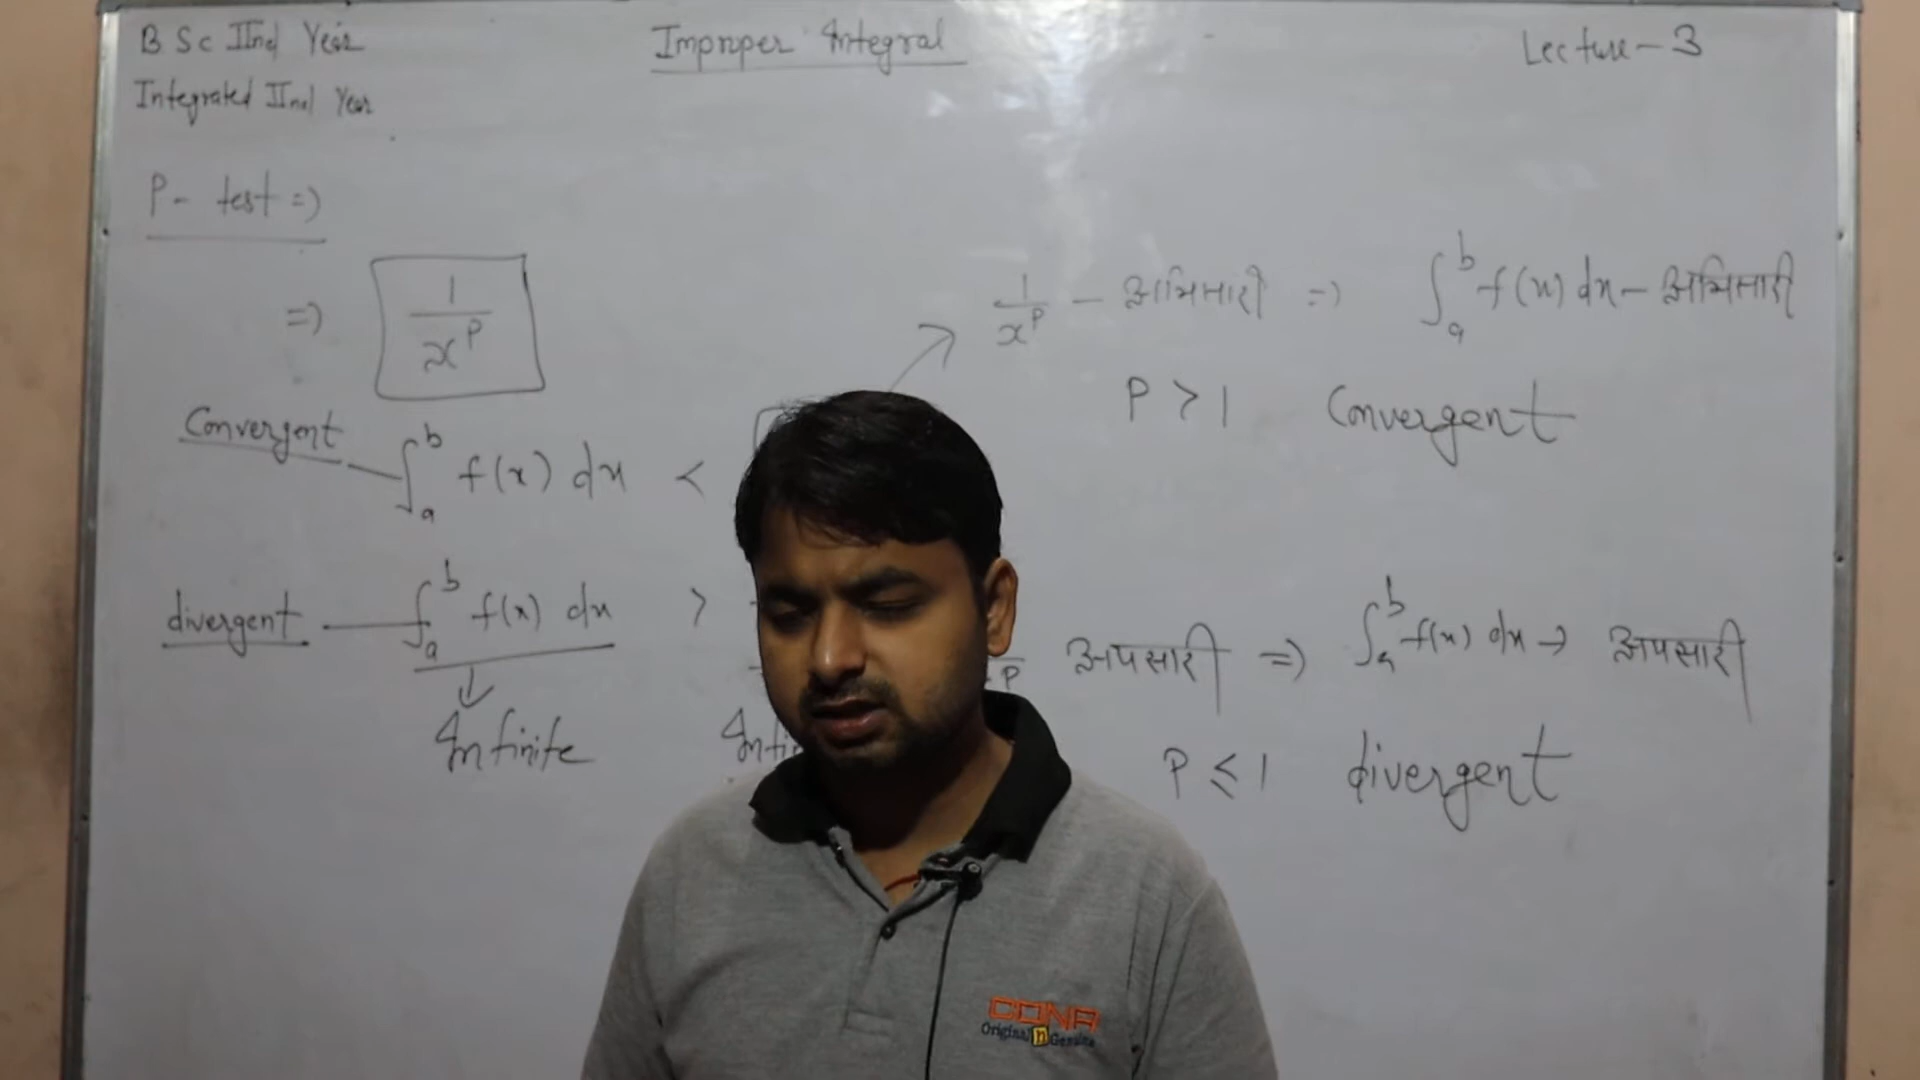 B Sc IInd Year
Improper Integral
Lecture - 3
Integrated IInd Year
P - test =>
=> 1/x^P
1/x^P - अभिसारी => ∫_a^b f(x) dx - अभिसारी
P > 1 Convergent
Convergent - ∫_a^b f(x) dx <
divergent - ∫_a^b f(x) dx >
Infinite
P अपसारी => ∫_a^b f(x) dx → अपसारी
P ≤ 1 divergent
CONA
Original n Genuine